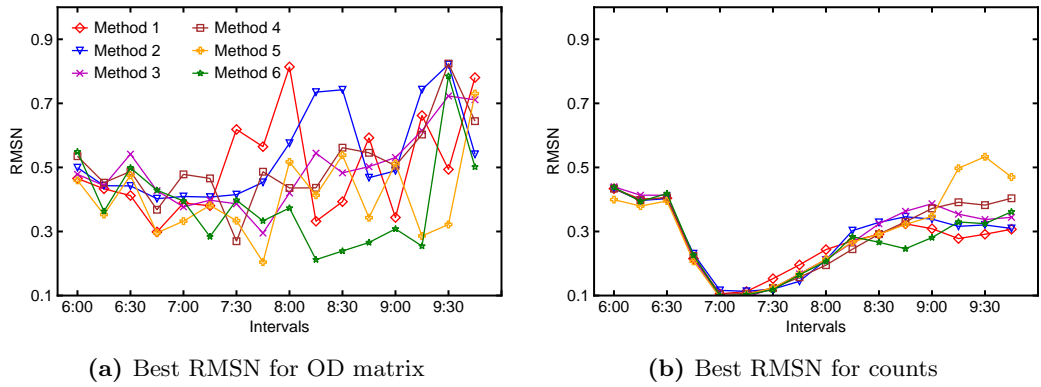 0.9
0.7
0.5
0.3
0.1
RMSN
Method 1
Method 2
Method 3
Method 4
Method 5
Method 6
6:00 6:30 7:00 7:30 8:00 8:30 9:00 9:30
Intervals
(a) Best RMSN for OD matrix
0.9
0.7
0.5
0.3
0.1
RMSN
6:00 6:30 7:00 7:30 8:00 8:30 9:00 9:30
Intervals
(b) Best RMSN for counts